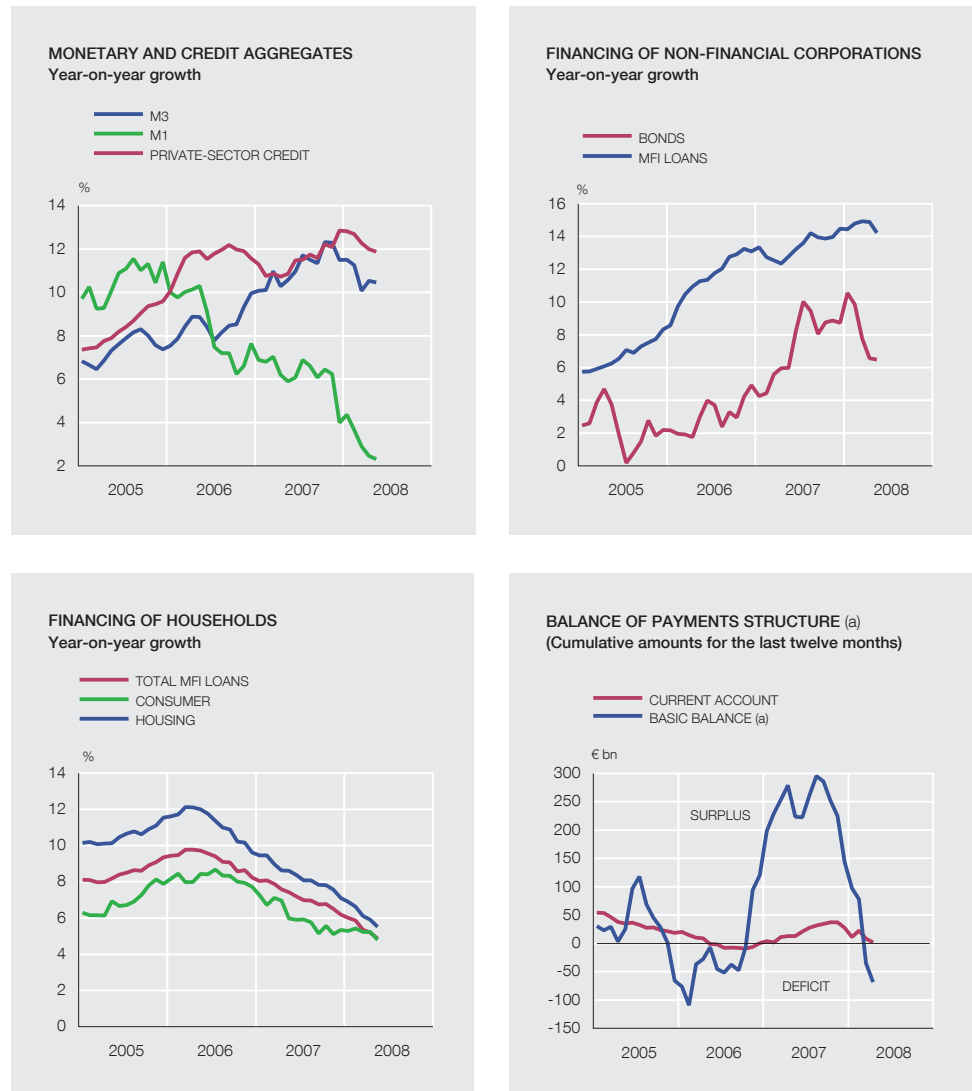 MONETARY AND CREDIT AGGREGATES
Year-on-year growth
M3
M1
PRIVATE-SECTOR CREDIT
%
14
12
10
8
6
4
2
2005 2006 2007 2008
FINANCING OF NON-FINANCIAL CORPORATIONS
Year-on-year growth
BONDS
MFI LOANS
%
16
14
12
10
8
6
4
2
0
2005 2006 2007 2008
FINANCING OF HOUSEHOLDS
Year-on-year growth
TOTAL MFI LOANS
CONSUMER
HOUSING
%
14
12
10
8
6
4
2
0
2005 2006 2007 2008
BALANCE OF PAYMENTS STRUCTURE (a)
(Cumulative amounts for the last twelve months)
CURRENT ACCOUNT
BASIC BALANCE (a)
€ bn
300
250
SURPLUS
200
150
100
50
0
-50
DEFICIT
-100
-150
2005 2006 2007 2008